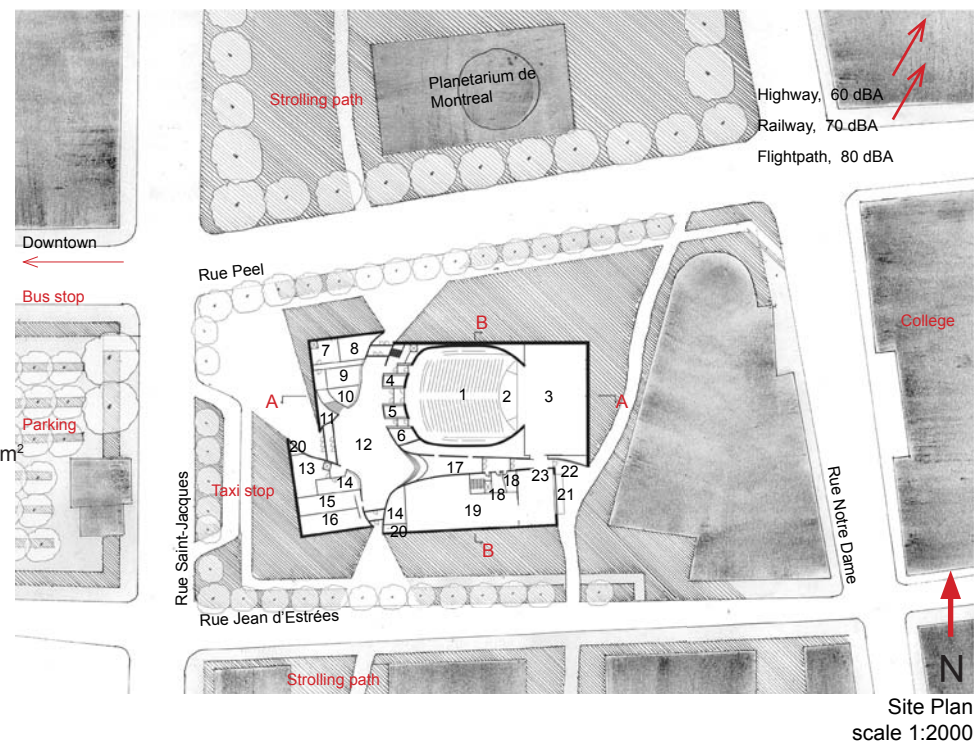 Planetarium de
Montreal
Strolling path
Highway, 60 dBA
Railway, 70 dBA
Flightpath, 80 dBA
Downtown
Rue Peel
Bus stop
College
B
7
8
9
10
4
1
2
3
A
A
5
11
6
12
Parking
m²
20
13
17
18
23
22
Taxi stop
14
15
16
14
18
21
19
20
B
Rue Saint-Jacques
Rue Notre Dame
Rue Jean d'Estrées
Strolling path
N
Site Plan
scale 1:2000